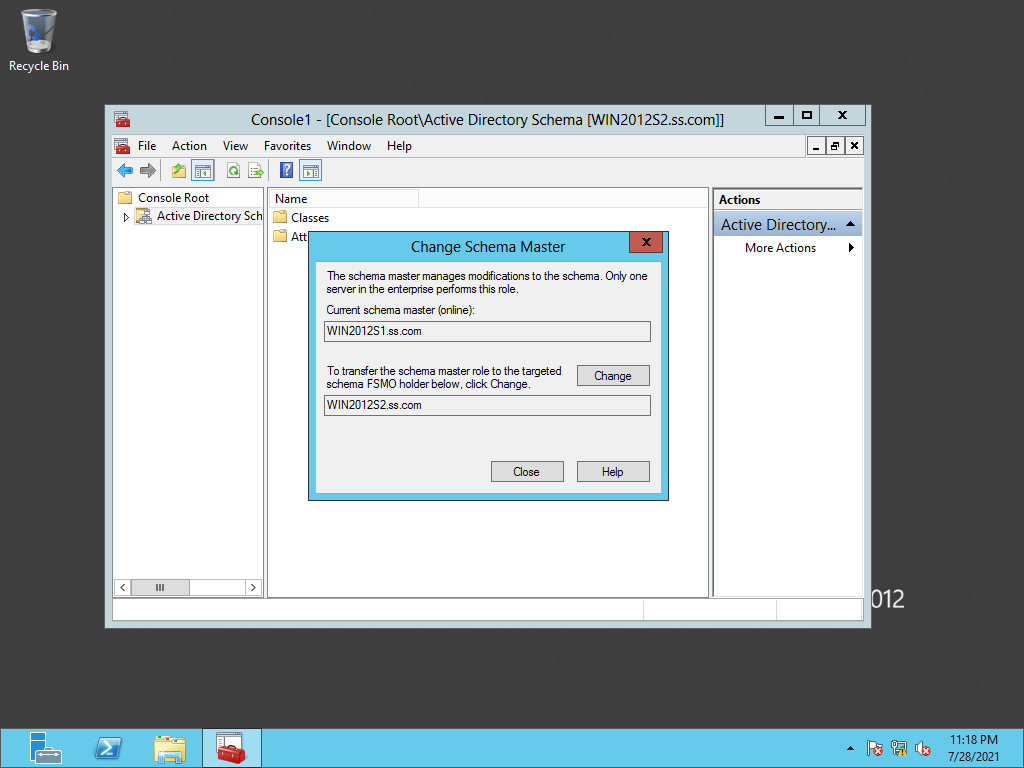 Recycle Bin
Console1 - [Console Root\Active Directory Schema [WIN2012S2.ss.com]]
File Action View Favorites Window Help
Console Root
Active Directory Sch
Name
Classes
Att
Actions
Active Directory...
More Actions
Change Schema Master
The schema master manages modifications to the schema. Only one
server in the enterprise performs this role.
Current schema master (online):
WIN2012S1.ss.com
To transfer the schema master role to the targeted
schema FSMO holder below, click Change.
Change
WIN2012S2.ss.com
Close
Help
012
11:18 PM
7/28/2021